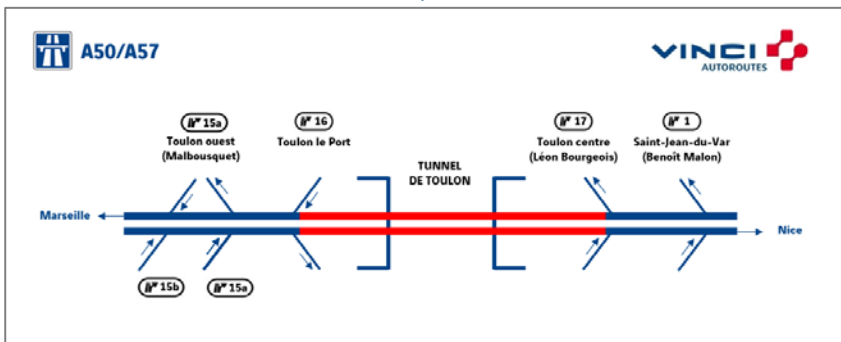 A50/A57
VINCI
AUTOROUTES
15a
Toulon ouest
(Malbousquet)
16
Toulon le Port
TUNNEL
DE TOULON
17
Toulon centre
(Léon Bourgeois)
1
Saint-Jean-du-Var
(Benoît Malon)
Marseille
Nice
15b
15a